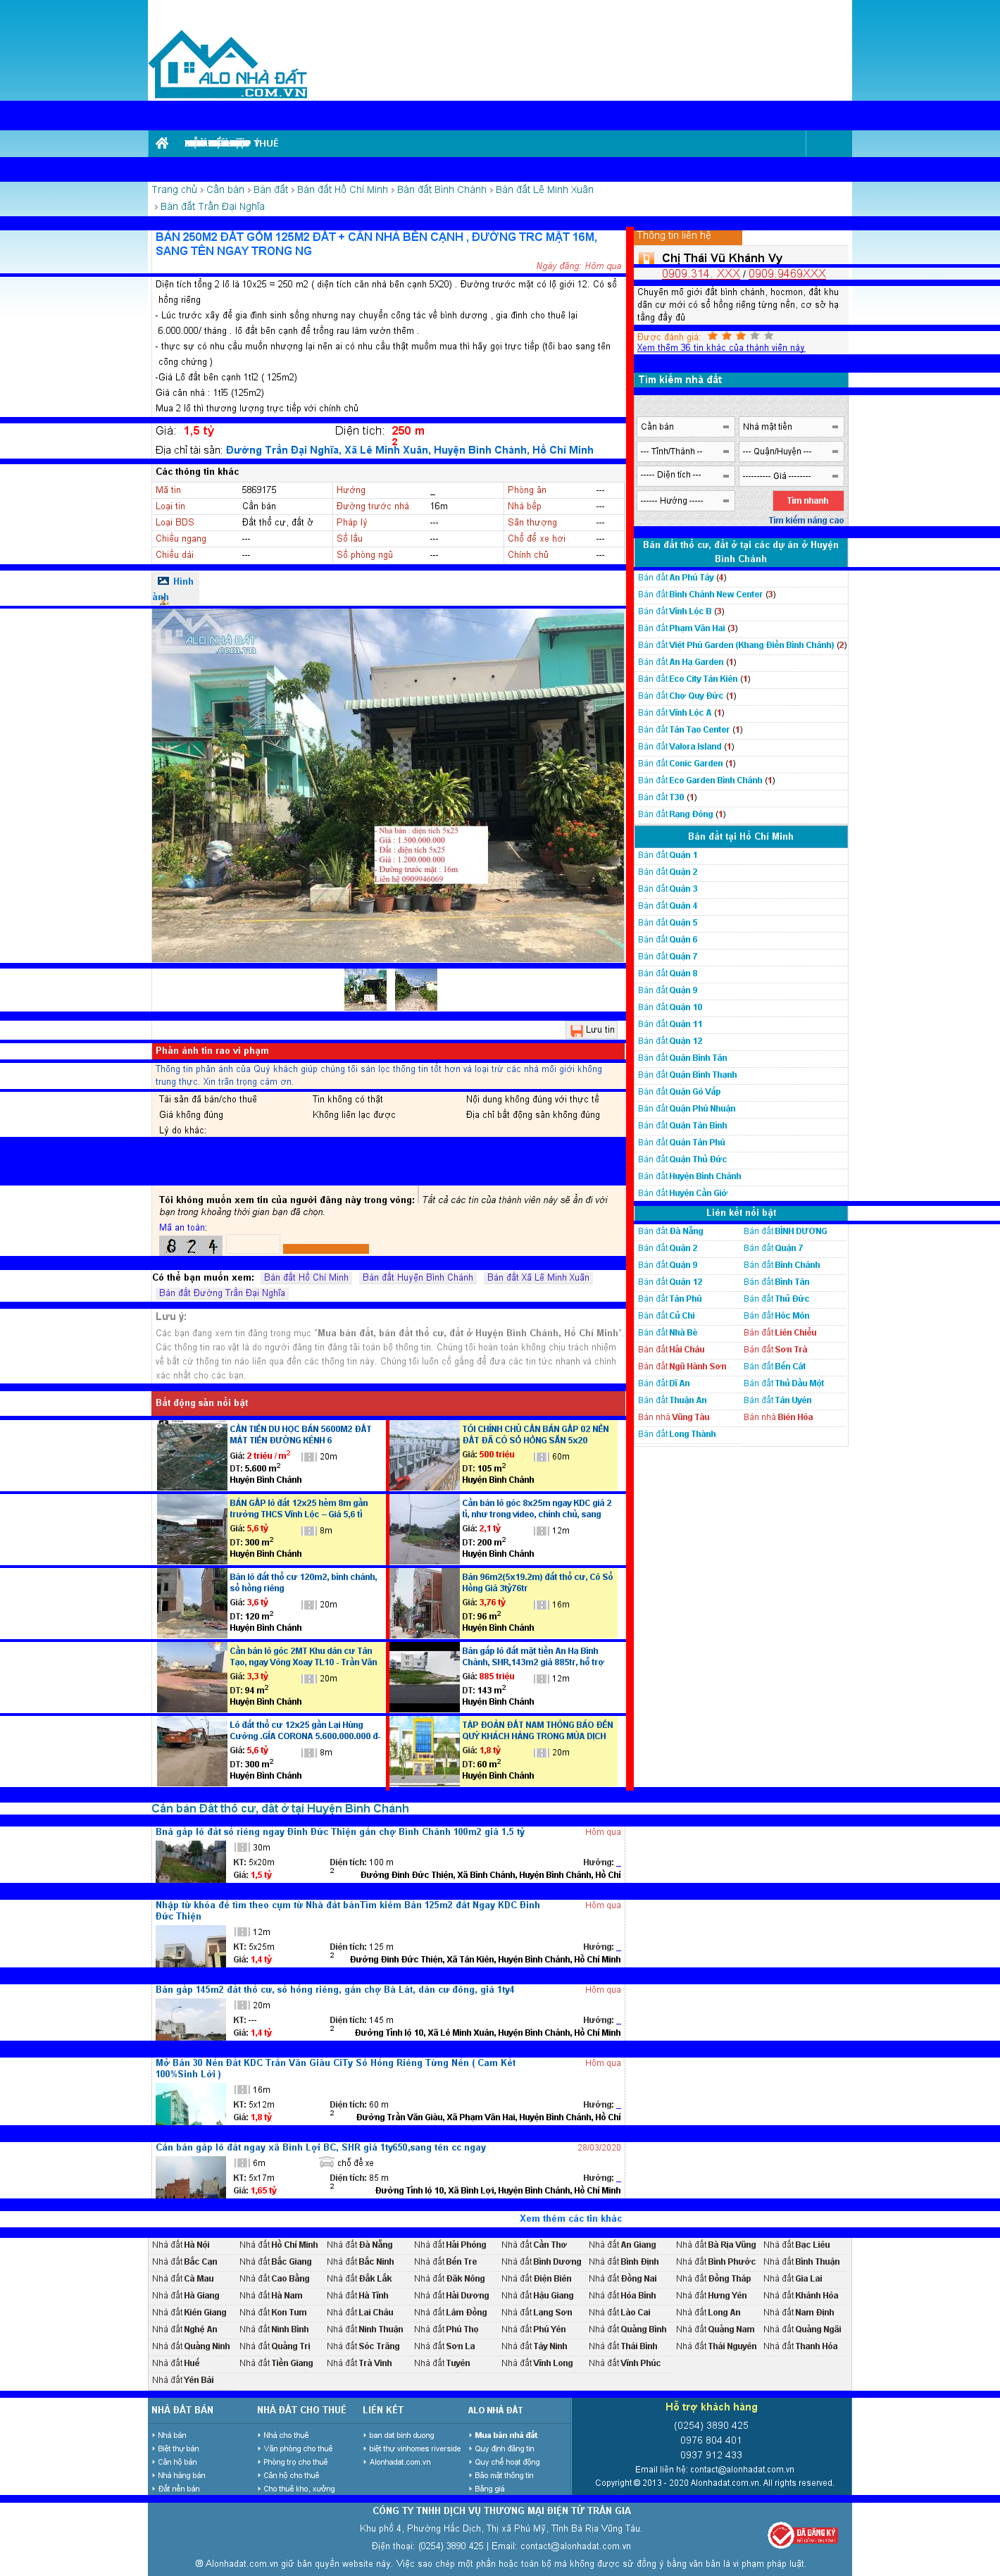 ALO NHÀ ĐẤT
.COM.VN
Trang chủ > Cần bán > Bán đất > Bán đất Hồ Chí Minh > Bán đất Bình Chánh > Bán đất Lê Minh Xuân
> Bán đất Trần Đại Nghĩa
BÁN 250M2 ĐẤT GỒM 125M2 ĐẤT + CĂN NHÀ BÊN CẠNH , ĐƯỜNG TRC MẶT 16M,
SANG TÊN NGAY TRONG NG
Ngày đăng: Hôm qua
Diện tích tổng 2 lô là 10x25 = 250 m2 ( diện tích căn nhà bên cạnh 5X20) . Đường trước mặt có lộ giới 12. Có sổ
hồng riêng
- Lúc trước xây để gia đình sinh sống nhưng nay chuyển công tác về bình dương , gia đình cho thuê lại
6.000.000/ tháng . lô đất bên cạnh để trồng rau làm vườn thêm .
- thực sự có nhu cầu muốn nhượng lại nên ai có nhu cầu thật muốn mua thì hãy gọi trực tiếp (tôi bao sang tên
công chứng )
-Giá Lô đất bên cạnh 1tỉ2 ( 125m2)
Giá căn nhà : 1tỉ5 (125m2)
Mua 2 lô thì thương lượng trực tiếp với chính chủ
Giá: 1,5 tỷ Diện tích: 250 m2
Địa chỉ tài sản: Đường Trần Đại Nghĩa, Xã Lê Minh Xuân, Huyện Bình Chánh, Hồ Chí Minh
Các thông tin khác
Mã tin 5869175 Hướng _ Phòng ăn ---
Loại tin Cần bán Đường trước nhà 16m Nhà bếp ---
Loại BDS Đất thổ cư, đất ở Pháp lý --- Sân thượng ---
Chiều ngang --- Số lầu --- Chổ để xe hơi ---
Chiều dài --- Số phòng ngủ --- Chính chủ ---
Hình
ảnh
ALO NHÀ ĐẤT
.com.vn
- Nhà bán : diện tích 5x25
- Giá : 1.500.000.000
- Đất : diện tích 5x25
- Giá : 1.200.000.000
- Đường trước mặt : 16m
Liên hệ 0909946069
Lưu tin
Phản ánh tin rao vi phạm
Thông tin phản ánh của Quý khách giúp chúng tôi sàn lọc thông tin tốt hơn và loại trừ các nhà môi giới không
trung thực. Xin trân trọng cám ơn.
Tài sản đã bán/cho thuê Tin không có thật Nội dung không đúng với thực tế
Giá không đúng Không liên lạc được Địa chỉ bất động sản không đúng
Lý do khác:
Tôi không muốn xem tin của người đăng này trong vòng: Tất cả các tin của thành viên này sẽ ẩn đi với
bạn trong khoảng thời gian bạn đã chọn.
Mã an toàn:
8 2 4
Có thể bạn muốn xem: Bán đất Hồ Chí Minh Bán đất Huyện Bình Chánh Bán đất Xã Lê Minh Xuân
Bán đất Đường Trần Đại Nghĩa
Lưu ý:
Các bạn đang xem tin đăng trong mục "Mua bán đất, bán đất thổ cư, đất ở Huyện Bình Chánh, Hồ Chí Minh".
Các thông tin rao vặt là do người đăng tin đăng tải toàn bộ thông tin. Chúng tôi hoàn toàn không chịu trách nhiệm
về bất cứ thông tin nào liên qua đến các thông tin này. Chúng tôi luôn cố gắng để đưa các tin tức nhanh và chính
xác nhất cho các bạn.
Bất động sản nổi bật
CẦN TIỀN DU HỌC BÁN 5600M2 ĐẤT
MẶT TIỀN ĐƯỜNG KÊNH 6
Giá: 2 triệu / m2 20m
DT: 5.600 m2
Huyện Bình Chánh
TÔI CHÍNH CHỦ CẦN BÁN GẤP 02 NỀN
ĐẤT ĐÃ CÓ SỔ HỒNG SẴN 5x20
Giá: 500 triệu 60m
DT: 105 m2
Huyện Bình Chánh
BÁN GẤP lô đất 12x25 hẻm 8m gần
trường THCS Vĩnh Lộc – Giá 5,6 tỉ
Giá: 5,6 tỷ 8m
DT: 300 m2
Huyện Bình Chánh
Cần bán lô góc 8x25m ngay KDC giá 2
tỉ, như trong video, chính chủ, sang
Giá: 2,1 tỷ 12m
DT: 200 m2
Huyện Bình Chánh
Bán lô đất thổ cư 120m2, bình chánh,
sổ hồng riêng
Giá: 3,6 tỷ 20m
DT: 120 m2
Huyện Bình Chánh
Bán 96m2(5x19.2m) đất thổ cư, Có Sổ
Hồng Giá 3tỷ76tr
Giá: 3,76 tỷ 16m
DT: 96 m2
Huyện Bình Chánh
Cần bán lô góc 2MT Khu dân cư Tân
Tạo, ngay Vòng Xoay TL10 - Trần Văn
Giá: 3,3 tỷ 20m
DT: 94 m2
Huyện Bình Chánh
Bán gấp lô đất mặt tiền An Hạ Bình
Chánh, SHR,143m2 giá 885tr, hỗ trợ
Giá: 885 triệu 12m
DT: 143 m2
Huyện Bình Chánh
Lô đất thổ cư 12x25 gần Lại Hùng
Cường .GÍA CORONA 5.600.000.000 đ-
Giá: 5,6 tỷ 8m
DT: 300 m2
Huyện Bình Chánh
TẬP ĐOÀN ĐẤT NAM THÔNG BÁO ĐẾN
QUÝ KHÁCH HÀNG TRONG MÙA DỊCH
Giá: 1,8 tỷ 20m
DT: 60 m2
Huyện Bình Chánh
Cần bán Đất thổ cư, đất ở tại Huyện Bình Chánh
Bná gấp lô đất sổ riêng ngay Đinh Đức Thiện gần chợ Bình Chánh 100m2 giá 1.5 tỷ Hôm qua
30m
KT: 5x20m Diện tích: 100 m2 Hướng: _
Giá: 1,5 tỷ Đường Đinh Đức Thiện, Xã Bình Chánh, Huyện Bình Chánh, Hồ Chí
Nhập từ khóa để tìm theo cụm từ Nhà đất bánTìm kiếm Bán 125m2 đất Ngay KDC Đinh
Đức Thiện Hôm qua
12m
KT: 5x25m Diện tích: 125 m2 Hướng: _
Giá: 1,4 tỷ Đường Đinh Đức Thiện, Xã Tân Kiên, Huyện Bình Chánh, Hồ Chí Minh
Bán gấp 145m2 đất thổ cư, sổ hồng riêng, gần chợ Bà Lát, dân cư đông, giá 1ty4 Hôm qua
20m
KT: --- Diện tích: 145 m2 Hướng: _
Giá: 1,4 tỷ Đường Tỉnh lộ 10, Xã Lê Minh Xuân, Huyện Bình Chánh, Hồ Chí Minh
Mở Bán 30 Nền Đất KDC Trần Văn Giàu CiTy Sổ Hồng Riêng Từng Nền ( Cam Kết
100%Sinh Lời ) Hôm qua
16m
KT: 5x12m Diện tích: 60 m2 Hướng: _
Giá: 1,8 tỷ Đường Trần Văn Giàu, Xã Phạm Văn Hai, Huyện Bình Chánh, Hồ Chí
Cần bán gấp lô đất ngay xã Bình Lợi BC, SHR giá 1ty650,sang tên cc ngay 28/03/2020
6m chỗ để xe
KT: 5x17m Diện tích: 85 m2 Hướng: _
Giá: 1,65 tỷ Đường Tỉnh lộ 10, Xã Bình Lợi, Huyện Bình Chánh, Hồ Chí Minh
Xem thêm các tin khác
Thông tin liên hệ
Chị Thái Vũ Khánh Vy
0909.314. XXX / 0909.9469XXX
Chuyên mô giới đất bình chánh, hocmon, đất khu
dân cư mới có sổ hồng riêng từng nền, cơ sở hạ
tầng đầy đủ
Được đánh giá:
Xem thêm 36 tin khác của thành viên này
Tìm kiếm nhà đất
Cần bán Nhà mặt tiền
--- Tỉnh/Thành -- --- Quận/Huyện ---
----- Diện tích --- ---------- Giá --------
------ Hướng ----- Tìm nhanh
Tìm kiếm nâng cao
Bán đất thổ cư, đất ở tại các dự án ở Huyện
Bình Chánh
Bán đất An Phú Tây (4)
Bán đất Bình Chánh New Center (3)
Bán đất Vĩnh Lộc B (3)
Bán đất Phạm Văn Hai (3)
Bán đất Việt Phú Garden (Khang Điền Bình Chánh) (2)
Bán đất An Hạ Garden (1)
Bán đất Eco City Tân Kiên (1)
Bán đất Chợ Quy Đức (1)
Bán đất Vĩnh Lộc A (1)
Bán đất Tân Tạo Center (1)
Bán đất Valora Island (1)
Bán đất Conic Garden (1)
Bán đất Eco Garden Bình Chánh (1)
Bán đất T30 (1)
Bán đất Rạng Đông (1)
Bán đất tại Hồ Chí Minh
Bán đất Quận 1
Bán đất Quận 2
Bán đất Quận 3
Bán đất Quận 4
Bán đất Quận 5
Bán đất Quận 6
Bán đất Quận 7
Bán đất Quận 8
Bán đất Quận 9
Bán đất Quận 10
Bán đất Quận 11
Bán đất Quận 12
Bán đất Quận Bình Tân
Bán đất Quận Bình Thạnh
Bán đất Quận Gò Vấp
Bán đất Quận Phú Nhuận
Bán đất Quận Tân Bình
Bán đất Quận Tân Phú
Bán đất Quận Thủ Đức
Bán đất Huyện Bình Chánh
Bán đất Huyện Cần Giờ
Liên kết nổi bật
Bán đất Đà Nẵng Bán đất BÌNH DƯƠNG
Bán đất Quận 2 Bán đất Quận 7
Bán đất Quận 9 Bán đất Bình Chánh
Bán đất Quận 12 Bán đất Bình Tân
Bán đất Tân Phú Bán đất Thủ Đức
Bán đất Củ Chi Bán đất Hóc Môn
Bán đất Nhà Bè Bán đất Liên Chiểu
Bán đất Hải Châu Bán đất Sơn Trà
Bán đất Ngũ Hành Sơn Bán đất Bến Cát
Bán đất Dĩ An Bán đất Thủ Dầu Một
Bán đất Thuận An Bán đất Tân Uyên
Bán nhà Vũng Tàu Bán nhà Biên Hòa
Bán đất Long Thành
Nhà đất Hà Nội Nhà đất Hồ Chí Minh Nhà đất Đà Nẵng Nhà đất Hải Phòng Nhà đất Cần Thơ Nhà đất An Giang Nhà đất Bà Rịa Vũng Nhà đất Bạc Liêu
Nhà đất Bắc Cạn Nhà đất Bắc Giang Nhà đất Bắc Ninh Nhà đất Bến Tre Nhà đất Bình Dương Nhà đất Bình Định Nhà đất Bình Phước Nhà đất Bình Thuận
Nhà đất Cà Mau Nhà đất Cao Bằng Nhà đất Đắk Lắk Nhà đất Đăk Nông Nhà đất Điện Biên Nhà đất Đồng Nai Nhà đất Đồng Tháp Nhà đất Gia Lai
Nhà đất Hà Giang Nhà đất Hà Nam Nhà đất Hà Tĩnh Nhà đất Hải Dương Nhà đất Hậu Giang Nhà đất Hòa Bình Nhà đất Hưng Yên Nhà đất Khánh Hòa
Nhà đất Kiên Giang Nhà đất Kon Tum Nhà đất Lai Châu Nhà đất Lâm Đồng Nhà đất Lạng Sơn Nhà đất Lào Cai Nhà đất Long An Nhà đất Nam Định
Nhà đất Nghệ An Nhà đất Ninh Bình Nhà đất Ninh Thuận Nhà đất Phú Thọ Nhà đất Phú Yên Nhà đất Quảng Bình Nhà đất Quảng Nam Nhà đất Quảng Ngãi
Nhà đất Quảng Ninh Nhà đất Quảng Trị Nhà đất Sóc Trăng Nhà đất Sơn La Nhà đất Tây Ninh Nhà đất Thái Bình Nhà đất Thái Nguyên Nhà đất Thanh Hóa
Nhà đất Huế Nhà đất Tiền Giang Nhà đất Trà Vinh Nhà đất Tuyên Nhà đất Vĩnh Long Nhà đất Vĩnh Phúc
Nhà đất Yên Bái
NHÀ ĐẤT BÁN NHÀ ĐẤT CHO THUÊ LIÊN KẾT ALO NHÀ ĐẤT
Nhà bán Nhà cho thuê ban dat binh duong Mua bán nhà đất
Biệt thự bán Văn phòng cho thuê biệt thự vinhomes riverside Quy định đăng tin
Căn hộ bán Phòng trọ cho thuê Alonhadat.com.vn Quy chế hoạt động
Nhà hàng bán Căn hộ cho thuê Bảo mật thông tin
Đất nền bán Cho thuê kho, xưởng Bảng giá
Hỗ trợ khách hàng
(0254) 3890 425
0976 804 401
0937 912 433
Email liên hệ: contact@alonhadat.com.vn
Copyright © 2013 - 2020 Alonhadat.com.vn. All rights reserved.
CÔNG TY TNHH DỊCH VỤ THƯƠNG MẠI ĐIỆN TỬ TRẦN GIA
Khu phố 4, Phường Hắc Dịch, Thị xã Phú Mỹ, Tỉnh Bà Rịa Vũng Tàu.
Điện thoại: (0254) 3890 425 | Email: contact@alonhadat.com.vn
ĐÃ ĐĂNG KÝ
® Alonhadat.com.vn giữ bản quyền website này. Việc sao chép một phần hoặc toàn bộ mà không được sử đồng ý bằng văn bản là vi phạm pháp luật.